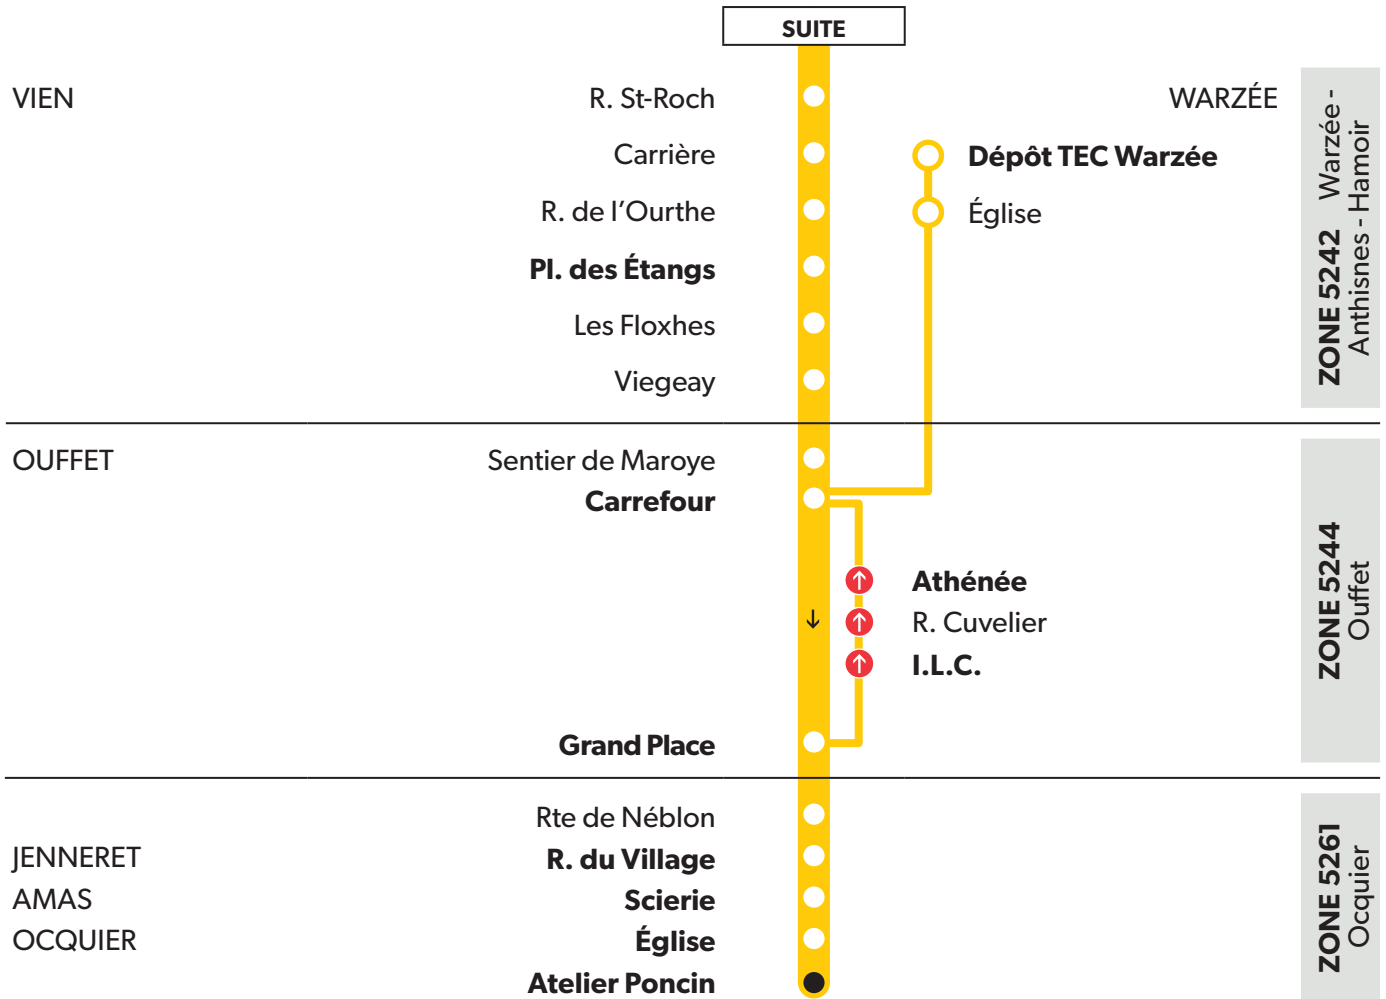 SUITE
VIEN
R. St-Roch
WARZÉE
Carrière
Dépôt TEC Warzée
R. de l’Ourthe
Église
Pl. des Étangs
Les Floxhes
Viegeay
ZONE 5242 Warzée -
Anthisnes - Hamoir
OUFFET
Sentier de Maroye
Carrefour
Athénée
R. Cuvelier
I.L.C.
Grand Place
ZONE 5244
Ouffet
Rte de Néblon
JENNERET
R. du Village
AMAS
Scierie
OCQUIER
Église
Atelier Poncin
ZONE 5261
Ocquier